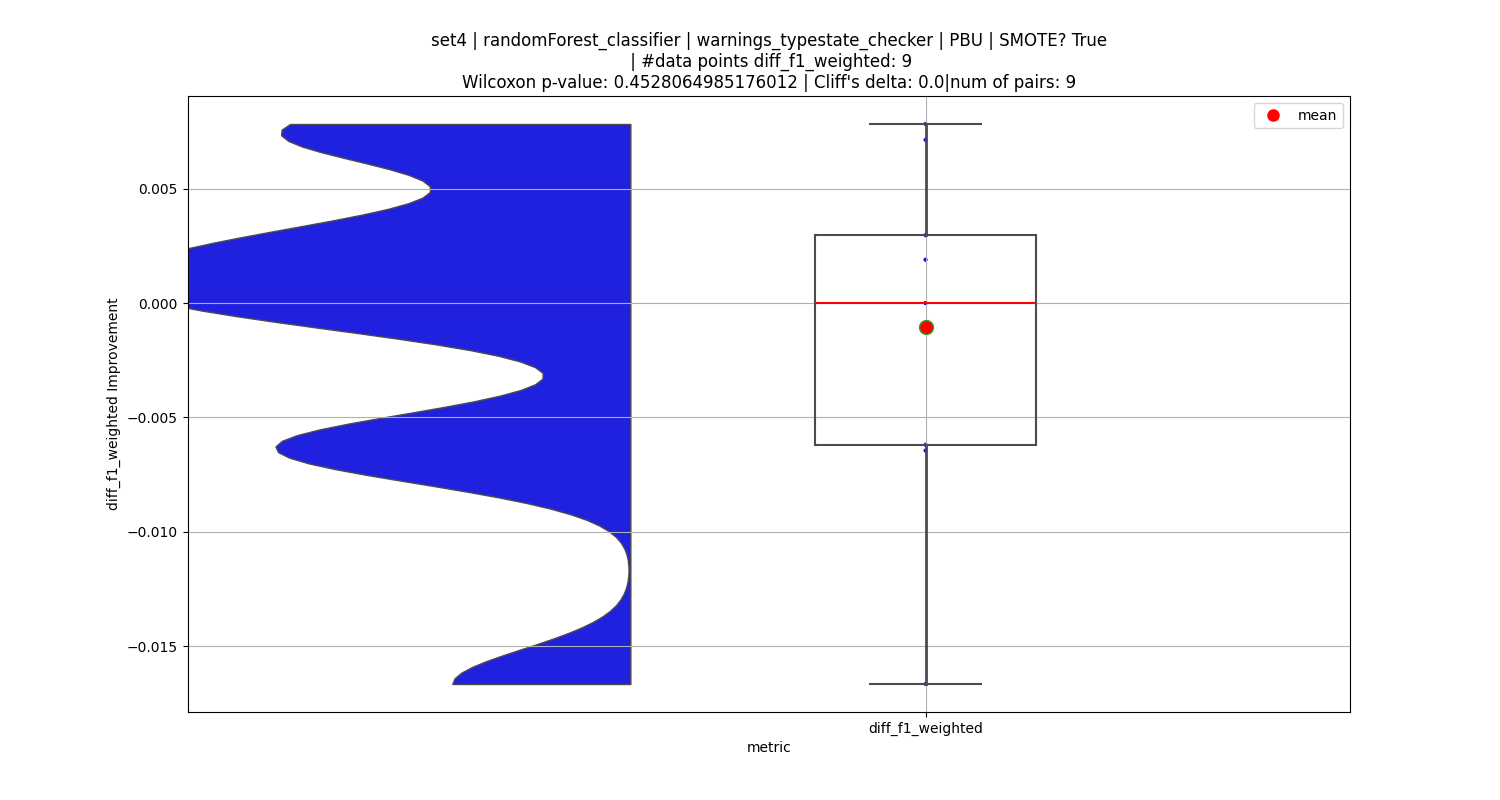 set4 | randomForest_classifier | warnings_typestate_checker | PBU | SMOTE? True
| #data points diff_f1_weighted: 9
Wilcoxon p-value: 0.4528064985176012 | Cliff's delta: 0.0|num of pairs: 9
mean
0.005
0.000
−0.005
−0.010
−0.015
diff_f1_weighted Improvement
diff_f1_weighted
metric